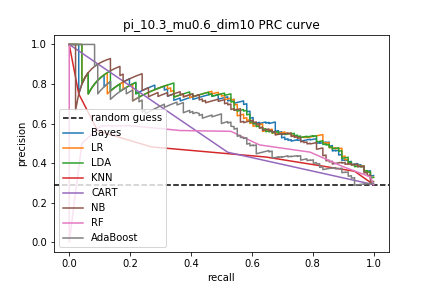 pi_10.3_mu0.6_dim10 PRC curve
1.0
0.8
0.6
0.4
0.2
0.0
precision
random guess
Bayes
LR
LDA
KNN
CART
NB
RF
AdaBoost
0.0 0.2 0.4 0.6 0.8 1.0
recall